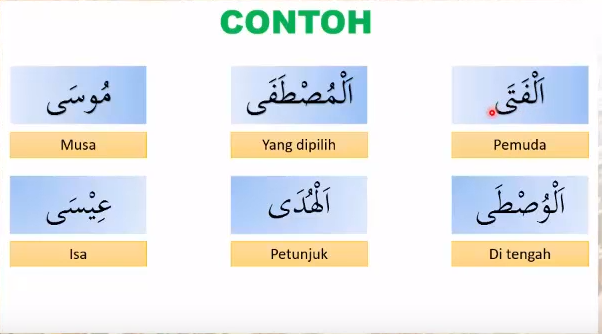 CONTOH
اَلْفَتَى
اَلْمُصْطَفَى
مُوسَى
Pemuda
Yang dipilih
Musa
اَلْوُصْطَى
اَلْهُدَى
عِيْسَى
Di tengah
Petunjuk
Isa